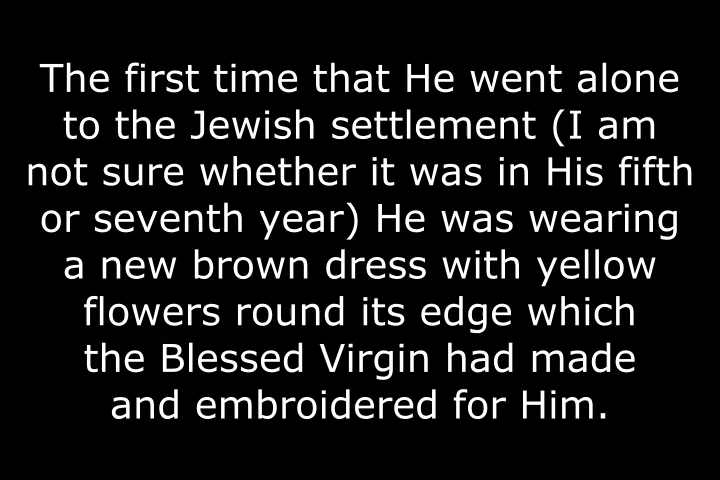 The first time that He went alone
to the Jewish settlement (I am
not sure whether it was in His fifth
or seventh year) He was wearing
a new brown dress with yellow
flowers round its edge which
the Blessed Virgin had made
and embroidered for Him.